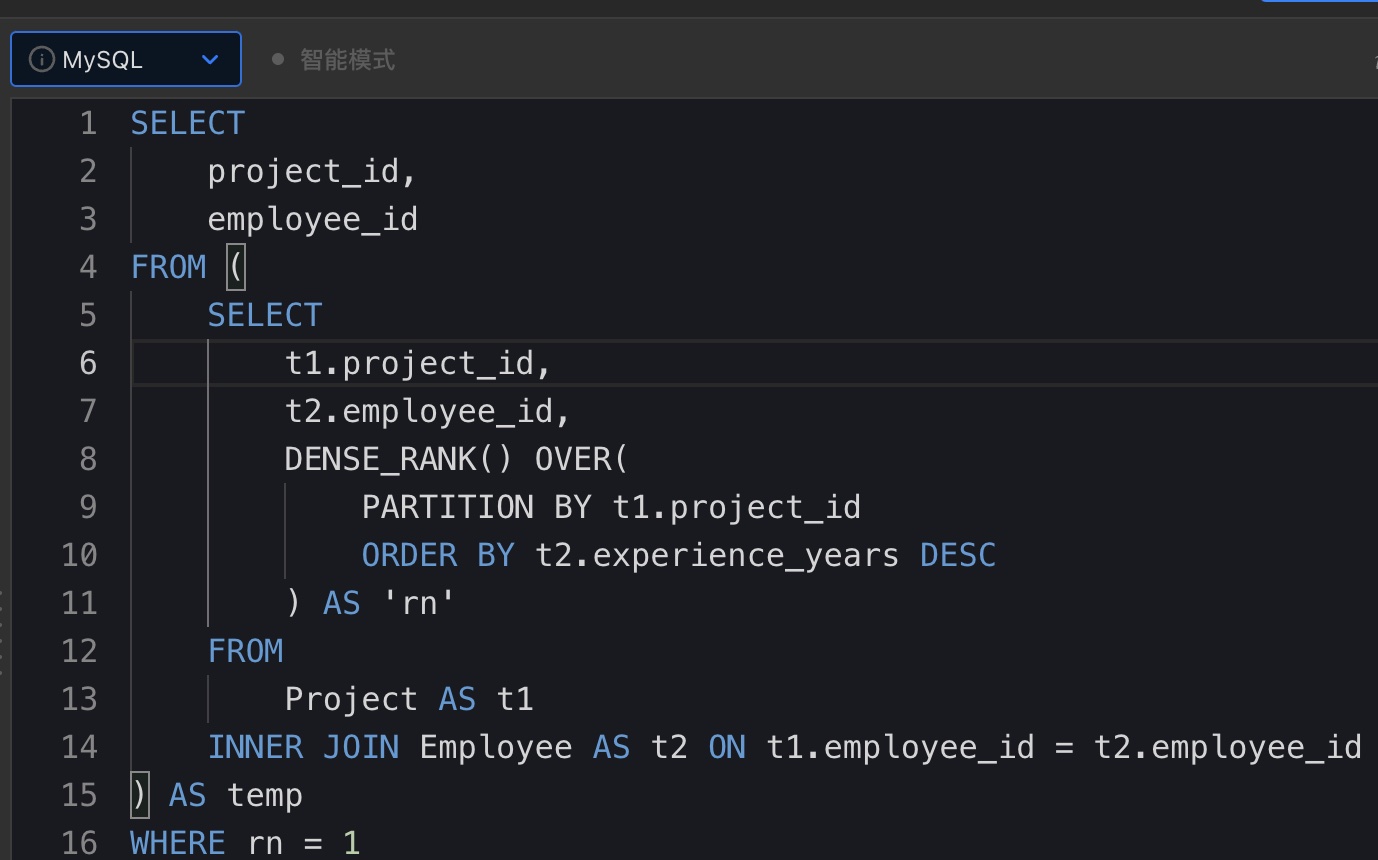 MySQL 智能模式
1 SELECT
2 project_id,
3 employee_id
4 FROM (
5 SELECT
6 t1.project_id,
7 t2.employee_id,
8 DENSE_RANK() OVER(
9 PARTITION BY t1.project_id
10 ORDER BY t2.experience_years DESC
11 ) AS 'rn'
12 FROM
13 Project AS t1
14 INNER JOIN Employee AS t2 ON t1.employee_id = t2.employee_id
15 ) AS temp
16 WHERE rn = 1